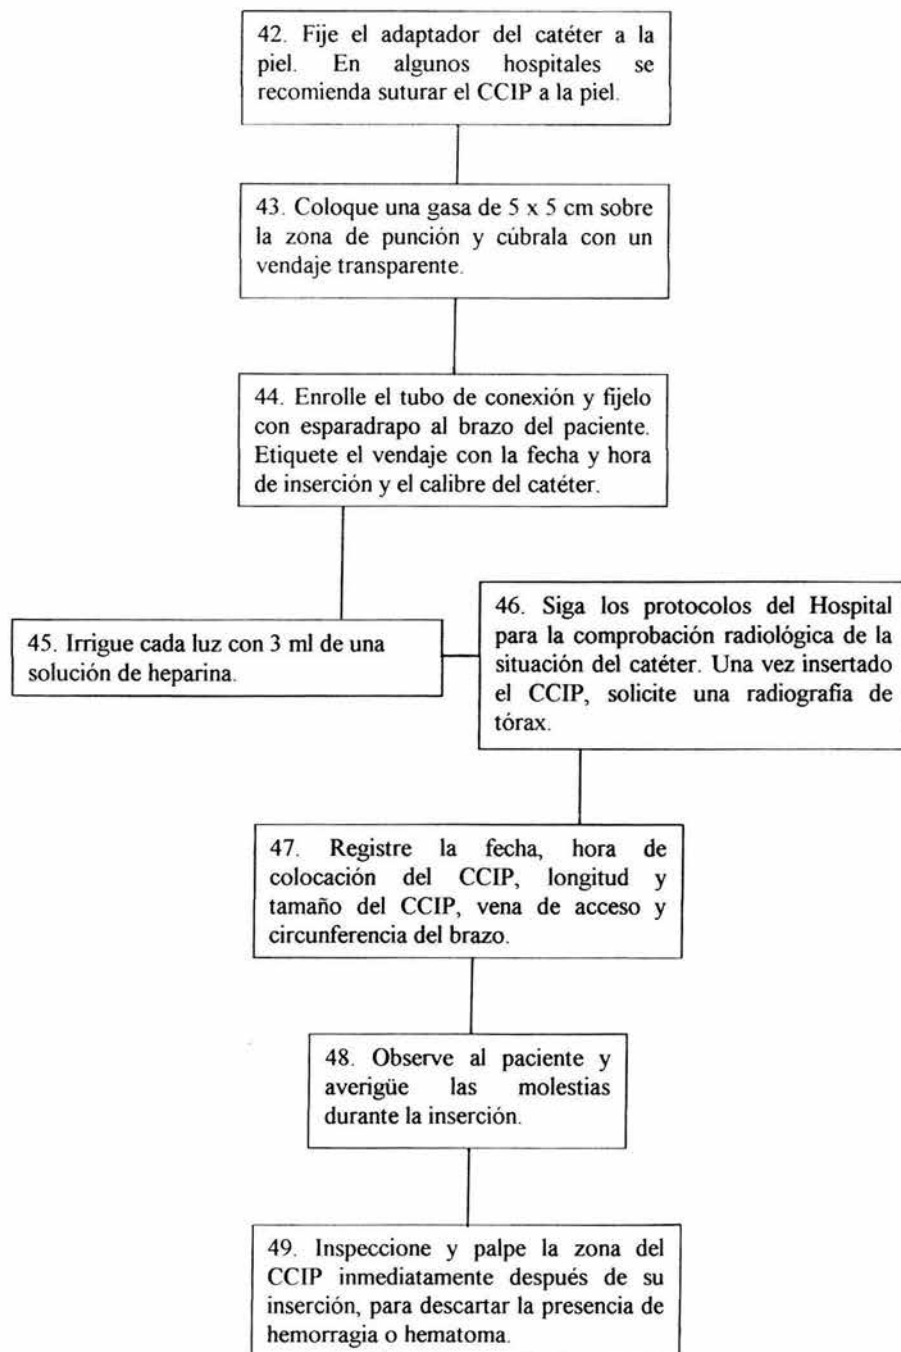 42. Fije el adaptador del catéter a la
piel. En algunos hospitales se
recomienda suturar el CCIP a la piel.
43. Coloque una gasa de 5 x 5 cm sobre
la zona de punción y cúbrala con un
vendaje transparente.
44. Enrolle el tubo de conexión y fijelo
con esparadrapo al brazo del paciente.
Etiquete el vendaje con la fecha y hora
de inserción y el calibre del catéter.
45. Irrigue cada luz con 3 ml de una
solución de heparina.
46. Siga los protocolos del Hospital
para la comprobación radiológica de la
situación del catéter. Una vez insertado
el CCIP, solicite una radiografía de
tórax.
47. Registre la fecha, hora de
colocación del CCIP, longitud y
tamaño del CCIP, vena de acceso y
circunferencia del brazo.
48. Observe al paciente y
averigüe las molestias
durante la inserción.
49. Inspeccione y palpe la zona del
CCIP inmediatamente después de su
inserción, para descartar la presencia de
hemorragia o hematoma.